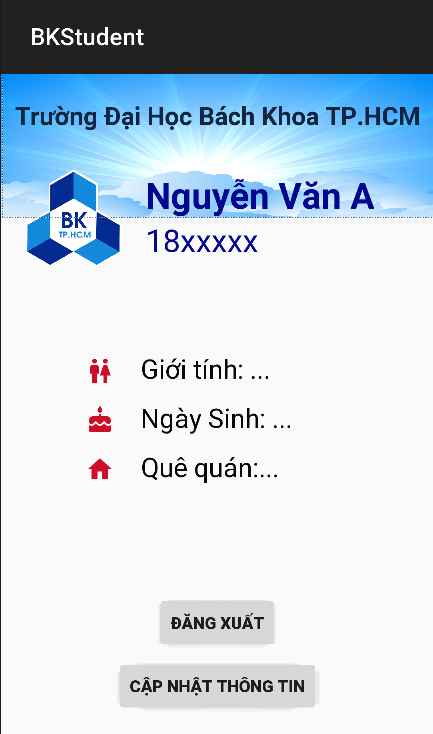 BKStudent
Trường Đại Học Bách Khoa TP.HCM
Nguyễn Văn A
18xxxxx
BK
TP.HCM
Giới tính: ...
Ngày Sinh: ...
Quê quán:...
ĐĂNG XUẤT
CẬP NHẬT THÔNG TIN